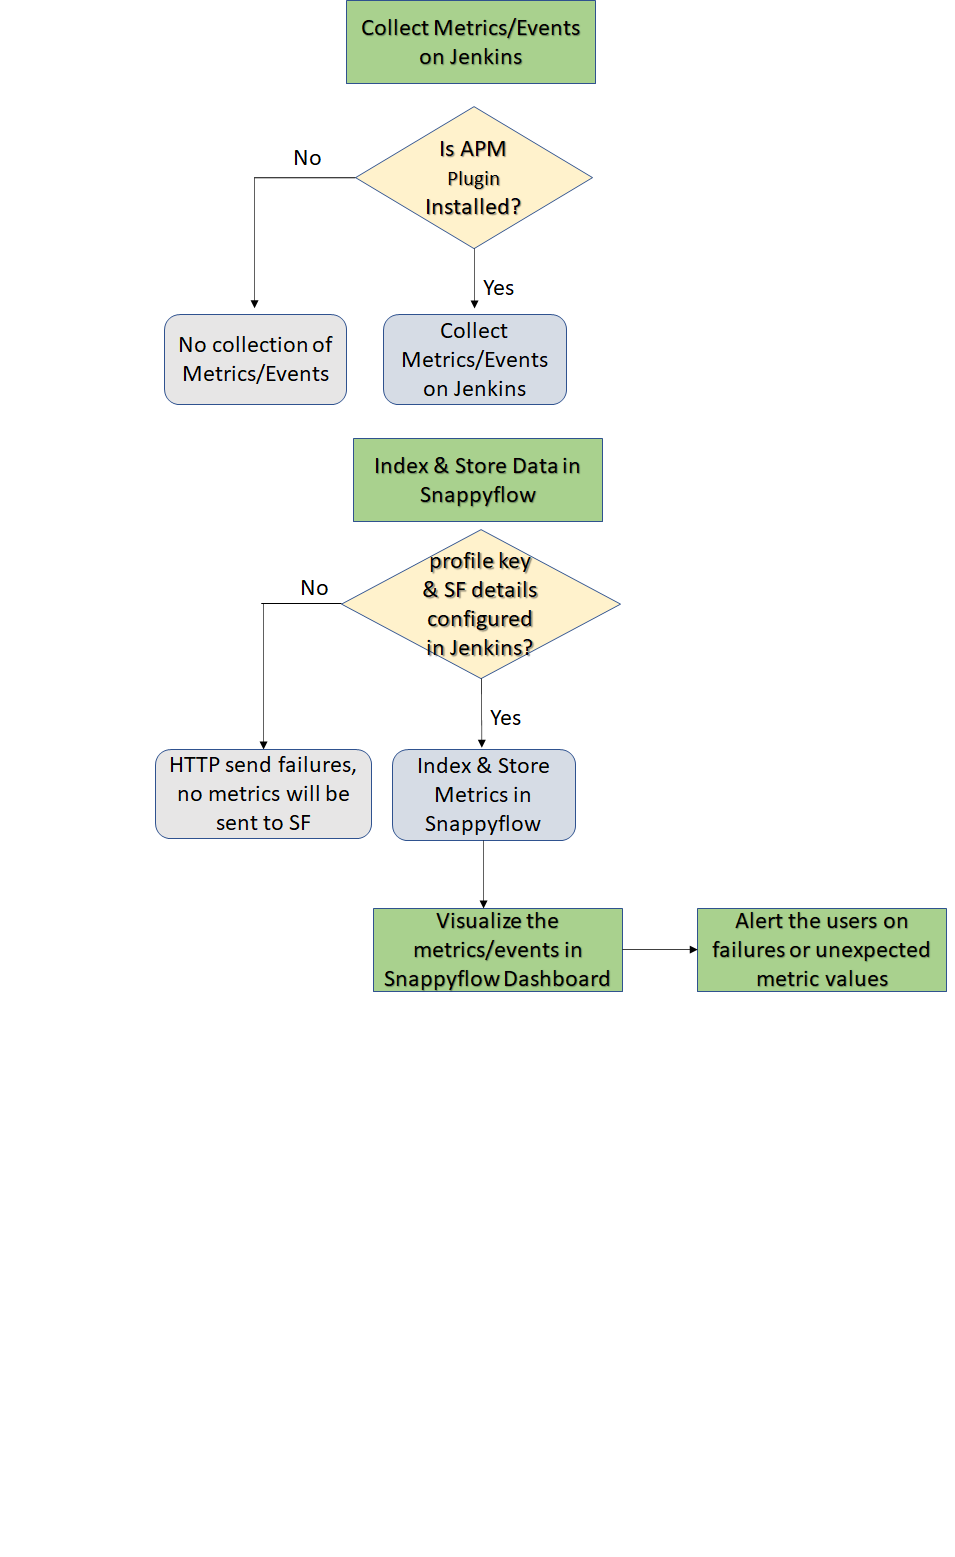 Collect Metrics/Events
on Jenkins
Is APM
Plugin
Installed?
No
Yes
No collection of
Metrics/Events
Collect
Metrics/Events
on Jenkins
Index & Store Data in
Snappyflow
profile key
& SF details
configured
in Jenkins?
No
Yes
HTTP send failures,
no metrics will be
sent to SF
Index & Store
Metrics in
Snappyflow
Visualize the
metrics/events in
Snappyflow Dashboard
Alert the users on
failures or unexpected
metric values